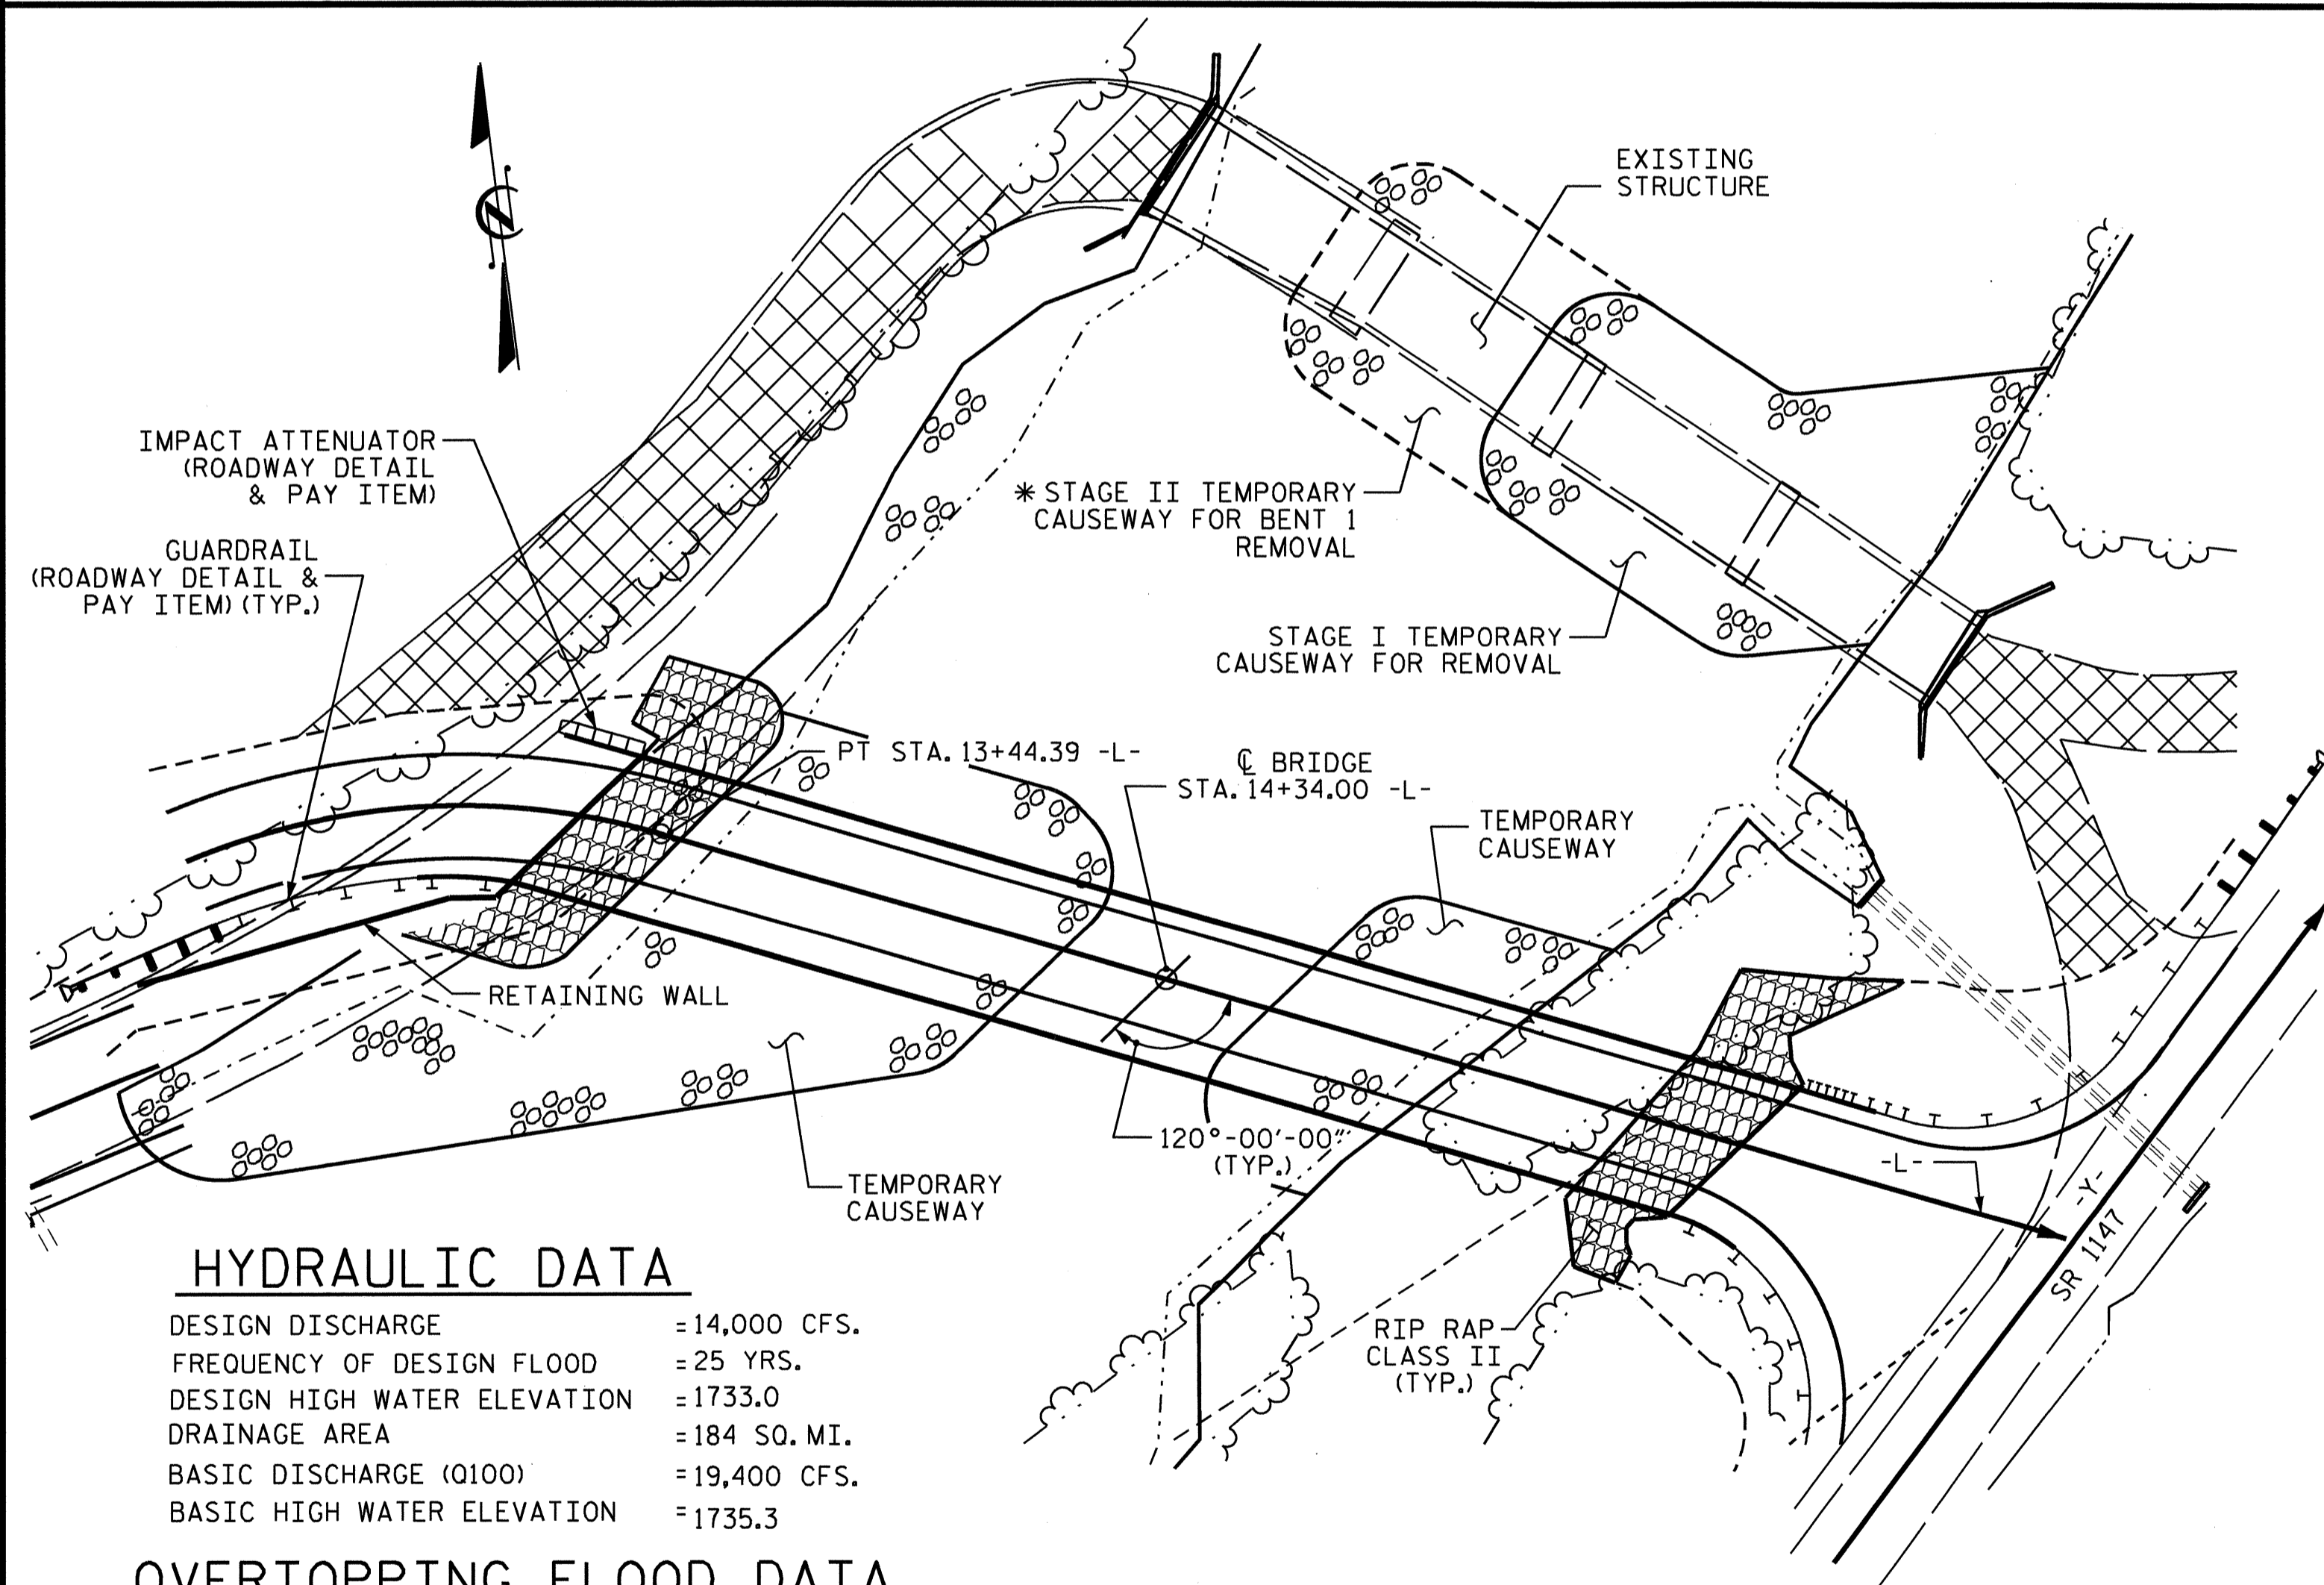 EXISTING
STRUCTURE
IMPACT ATTENUATOR
(ROADWAY DETAIL
& PAY ITEM)
GUARDRAIL
(ROADWAY DETAIL &
PAY ITEM) (TYP.)
* STAGE II TEMPORARY
CAUSEWAY FOR BENT 1
REMOVAL
STAGE I TEMPORARY
CAUSEWAY FOR REMOVAL
PT STA. 13+44.39 -L-
℄ BRIDGE
STA. 14+34.00 -L-
TEMPORARY
CAUSEWAY
RETAINING WALL
120°-00'-00"
(TYP.)
TEMPORARY
CAUSEWAY
-L-
-Y-
SR 1147
RIP RAP
CLASS II
(TYP.)
HYDRAULIC DATA
DESIGN DISCHARGE = 14,000 CFS.
FREQUENCY OF DESIGN FLOOD = 25 YRS.
DESIGN HIGH WATER ELEVATION = 1733.0
DRAINAGE AREA = 184 SQ. MI.
BASIC DISCHARGE (Q100) = 19,400 CFS.
BASIC HIGH WATER ELEVATION = 1735.3
OVERTOPPING FLOOD DATA